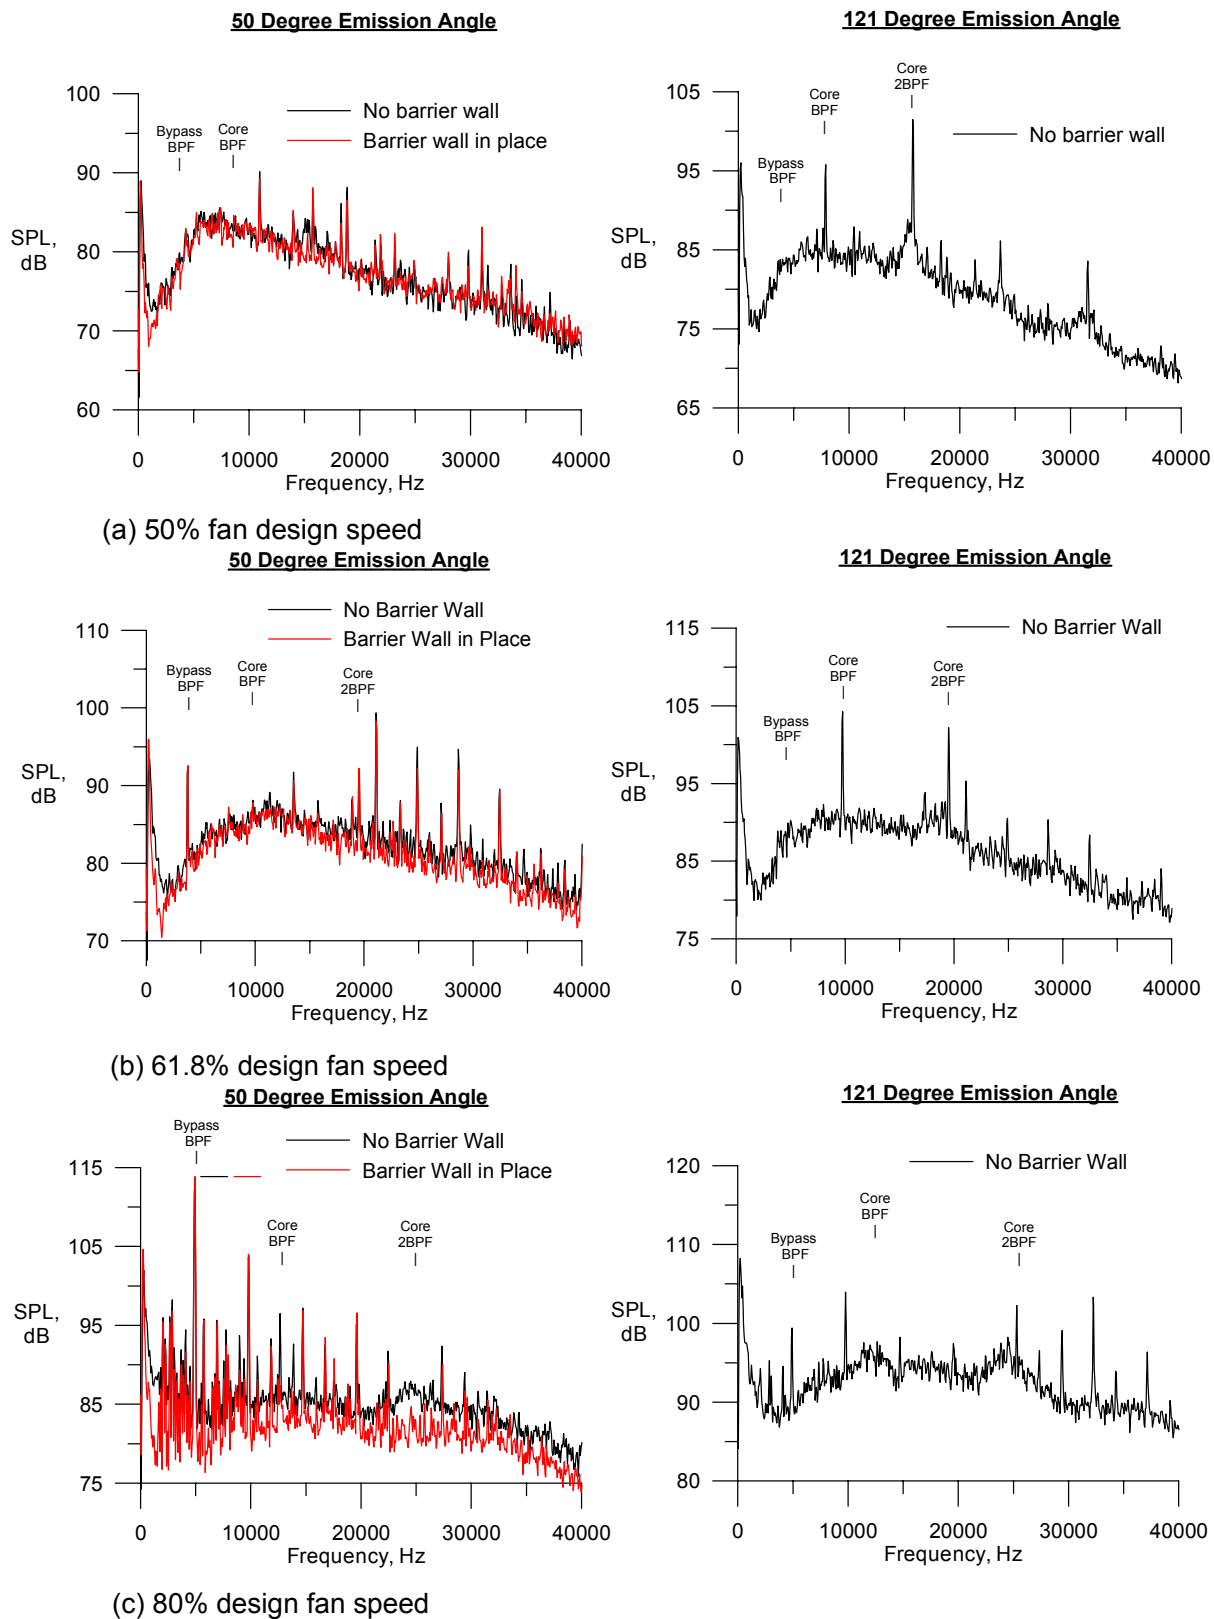 50 Degree Emission Angle
100
90
80
70
60
SPL,
dB
Bypass
BPF
Core
BPF
No barrier wall
Barrier wall in place
0 10000 20000 30000 40000
Frequency, Hz
121 Degree Emission Angle
105
95
85
75
65
SPL,
dB
Bypass
BPF
Core
BPF
Core
2BPF
No barrier wall
0 10000 20000 30000 40000
Frequency, Hz
(a) 50% fan design speed
50 Degree Emission Angle
No Barrier Wall
Barrier Wall in Place
110
100
90
80
70
SPL,
dB
Bypass
BPF
Core
BPF
Core
2BPF
0 10000 20000 30000 40000
Frequency, Hz
121 Degree Emission Angle
No Barrier Wall
115
105
95
85
75
SPL,
dB
Bypass
BPF
Core
BPF
Core
2BPF
0 10000 20000 30000 40000
Frequency, Hz
(b) 61.8% design fan speed
50 Degree Emission Angle
Bypass
BPF
No Barrier Wall
Barrier Wall in Place
115
105
95
85
75
SPL,
dB
Core
BPF
Core
2BPF
0 10000 20000 30000 40000
Frequency, Hz
121 Degree Emission Angle
No Barrier Wall
120
110
100
90
80
SPL,
dB
Bypass
BPF
Core
BPF
Core
2BPF
0 10000 20000 30000 40000
Frequency, Hz
(c) 80% design fan speed